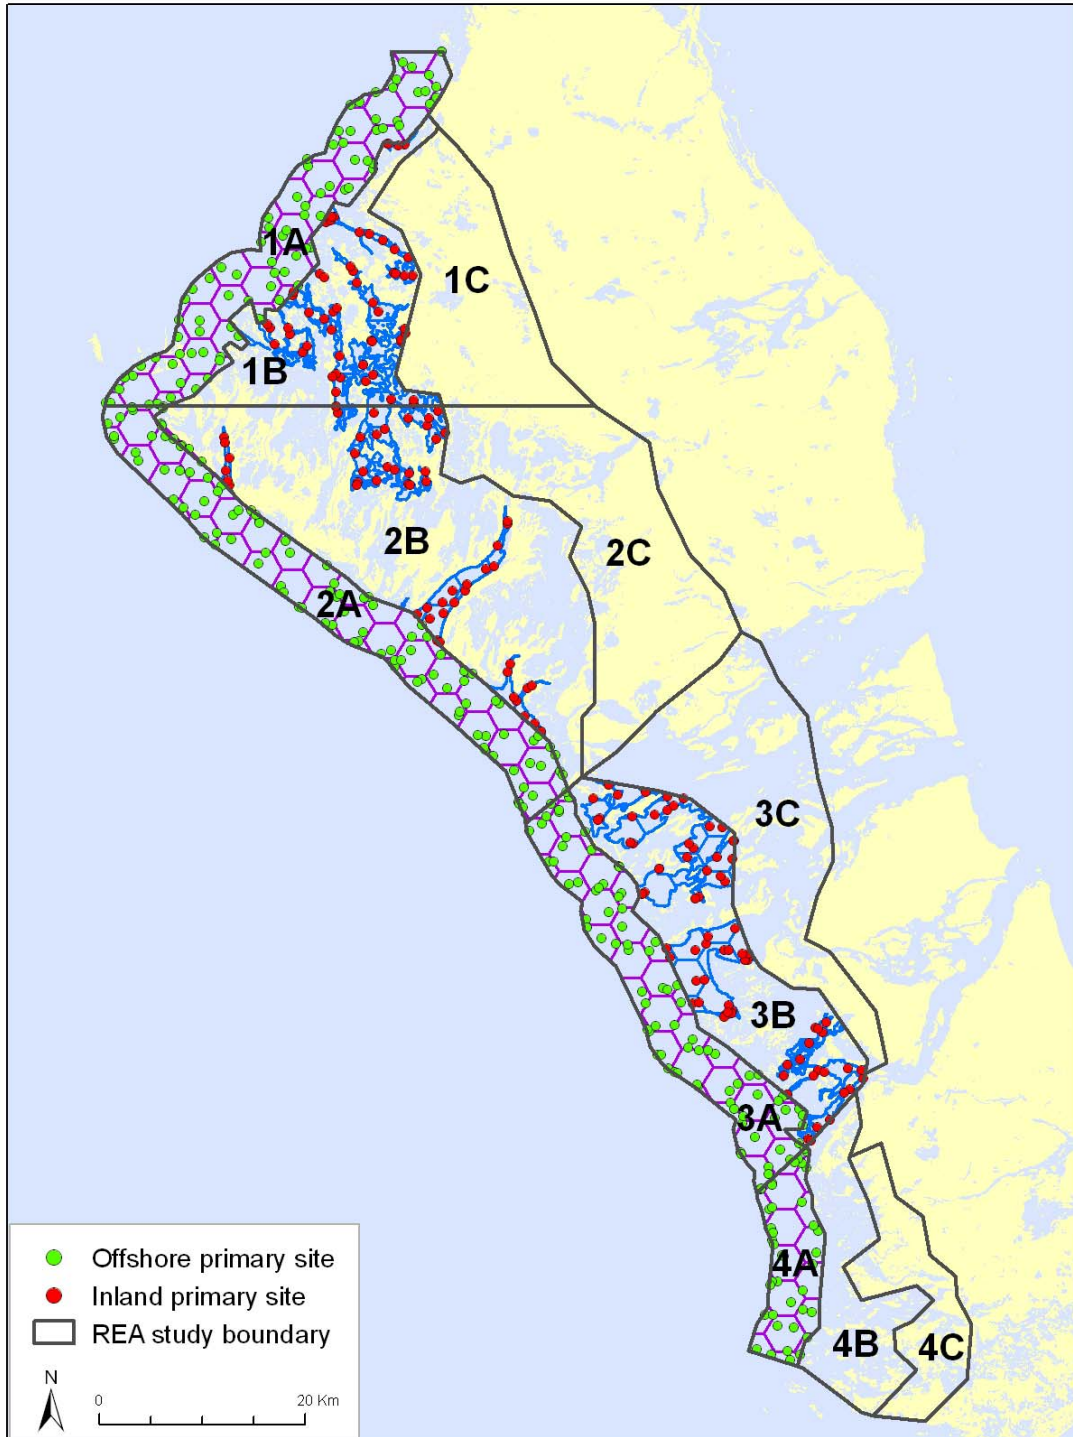 1A
1C
1B
2B
2C
2A
3C
3B
3A
4A
4B
4C
Offshore primary site
Inland primary site
REA study boundary
N
0 20 Km